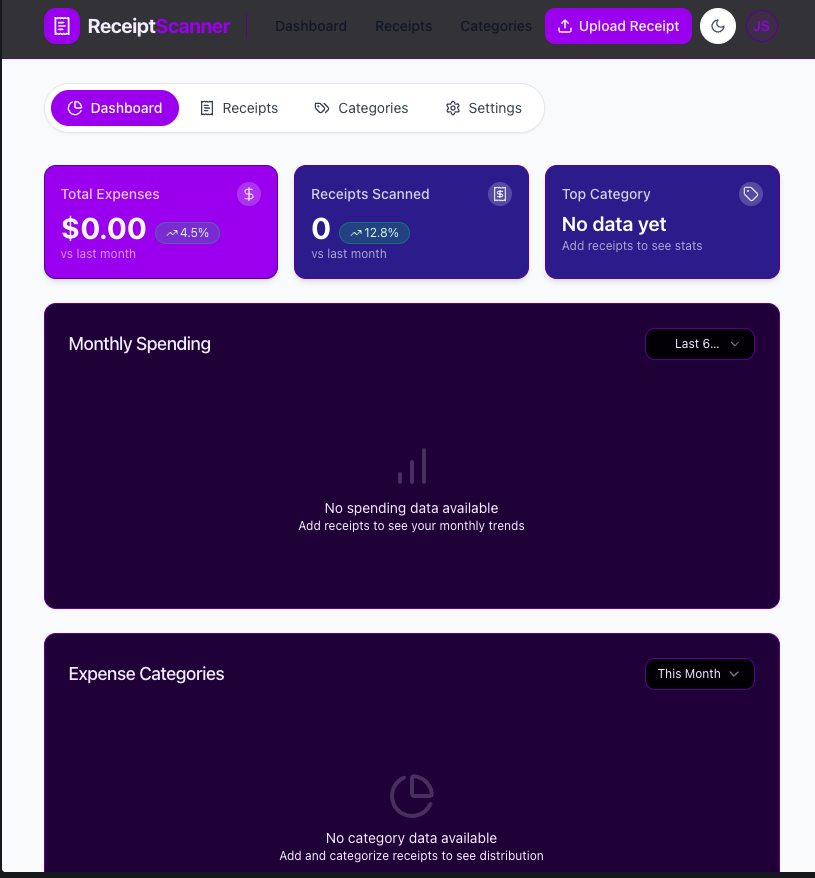 ReceiptScanner
Dashboard Receipts Categories
Upload Receipt
JS
Dashboard Receipts Categories Settings
Total Expenses
$0.00 4.5%
vs last month
Receipts Scanned
0 12.8%
vs last month
Top Category
No data yet
Add receipts to see stats
Monthly Spending
Last 6...
No spending data available
Add receipts to see your monthly trends
Expense Categories
This Month
No category data available
Add and categorize receipts to see distribution